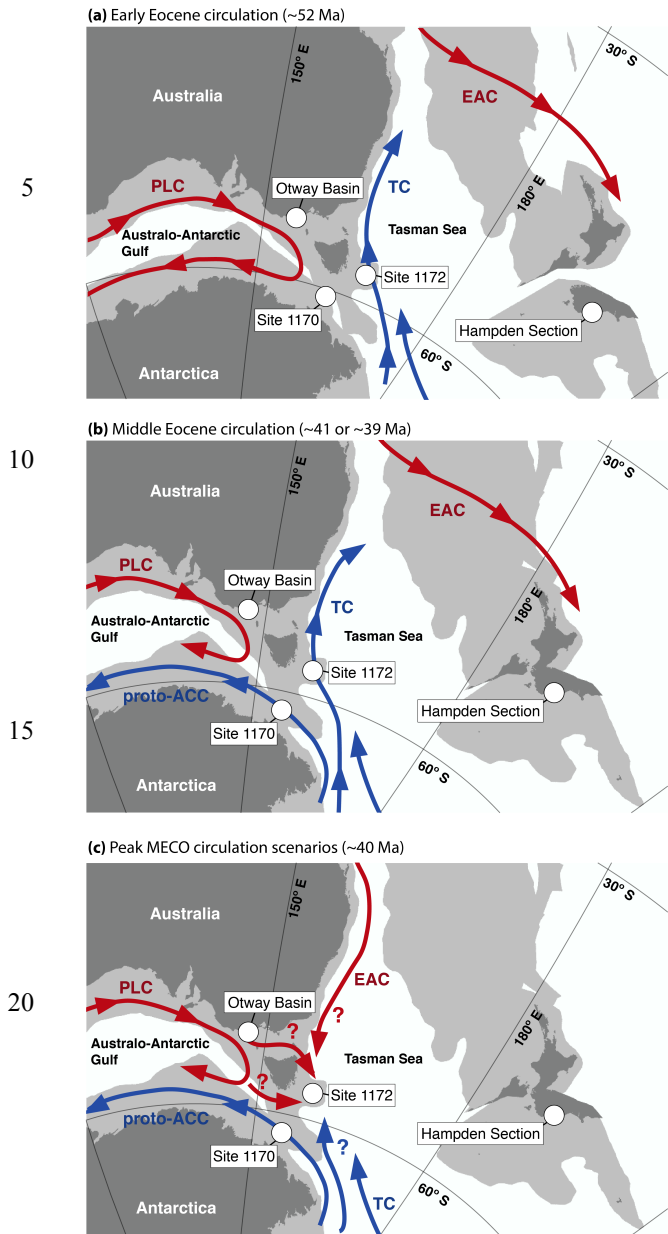 (a) Early Eocene circulation (~52 Ma)
150° E
30° S
Australia
EAC
5
PLC
Otway Basin
TC
180° E
Australo-Antarctic
Gulf
Tasman Sea
Site 1172
Site 1170
Hampden Section
60° S
Antarctica
(b) Middle Eocene circulation (~41 or ~39 Ma)
10
150° E
30° S
Australia
EAC
PLC
Otway Basin
TC
180° E
Australo-Antarctic
Gulf
Tasman Sea
Site 1172
proto-ACC
Hampden Section
15
Site 1170
60° S
Antarctica
(c) Peak MECO circulation scenarios (~40 Ma)
150° E
30° S
Australia
EAC
PLC
20
Otway Basin
?
?
180° E
Australo-Antarctic
Gulf
Tasman Sea
?
Site 1172
proto-ACC
Hampden Section
?
Site 1170
60° S
Antarctica
TC